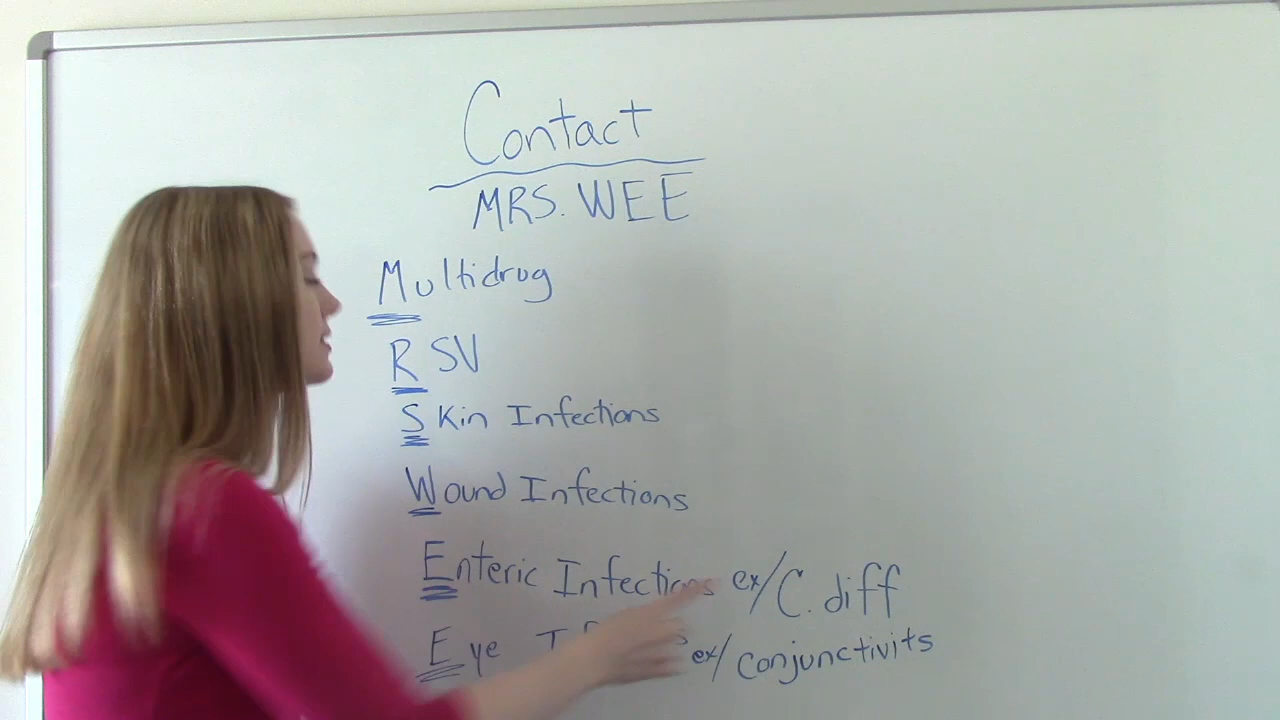 Contact
MRS. WEE
Multidrug
RSV
Skin Infections
Wound Infections
Enteric Infections ex/ C. diff
Eye ex/ conjunctivits